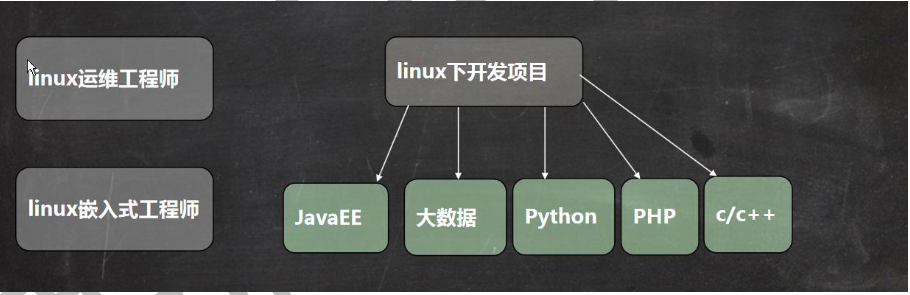 linux运维工程师
linux下开发项目
linux嵌入式工程师
JavaEE
大数据
Python
PHP
c/c++